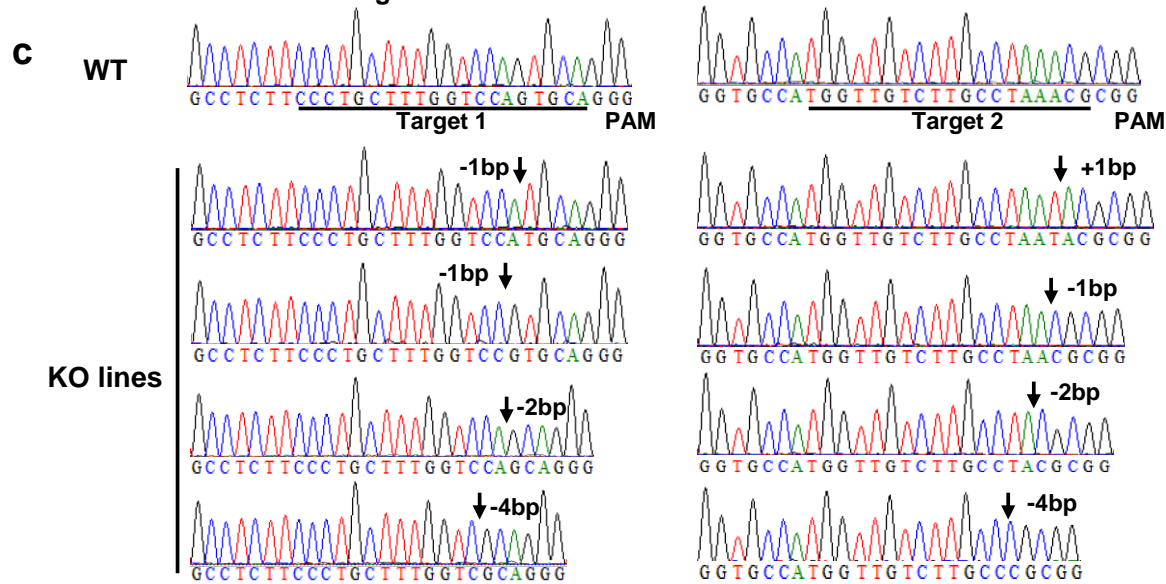 c
WT
GCCTCTTCCCTGCTTTGGTCCAGTGCAGGG
Target 1 PAM
GGTGCCATGGTTGTCTTGCCTAAACGCGG
Target 2 PAM
KO lines
-1bp
GCCTCTTCCCTGCTTTGGTCCATGCAGGG
+1bp
GGTGCCATGGTTGTCTTGCCTAATACGCGG
-1bp
GCCTCTTCCCTGCTTTGGTCCGTGCAGGG
-1bp
GGTGCCATGGTTGTCTTGCCTAACGCGG
-2bp
GCCTCTTCCCTGCTTTGGTCCAGCAGGG
-2bp
GGTGCCATGGTTGTCTTGCCTACGCGG
-4bp
GCCTCTTCCCTGCTTTGGTCGCAGGG
-4bp
GGTGCCATGGTTGTCTTGCCCGCGG